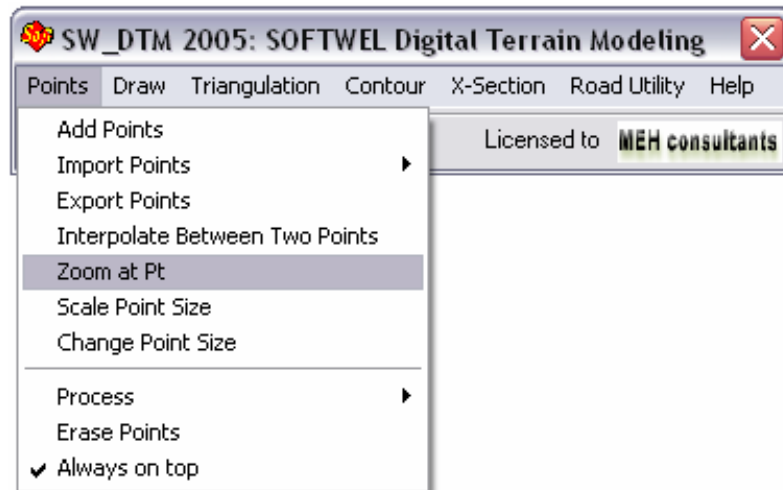 SW_DTM 2005: SOFTWEL Digital Terrain Modeling
Points Draw Triangulation Contour X-Section Road Utility Help
Licensed to MEH consultants
Add Points
Import Points
Export Points
Interpolate Between Two Points
Zoom at Pt
Scale Point Size
Change Point Size
Process
Erase Points
Always on top